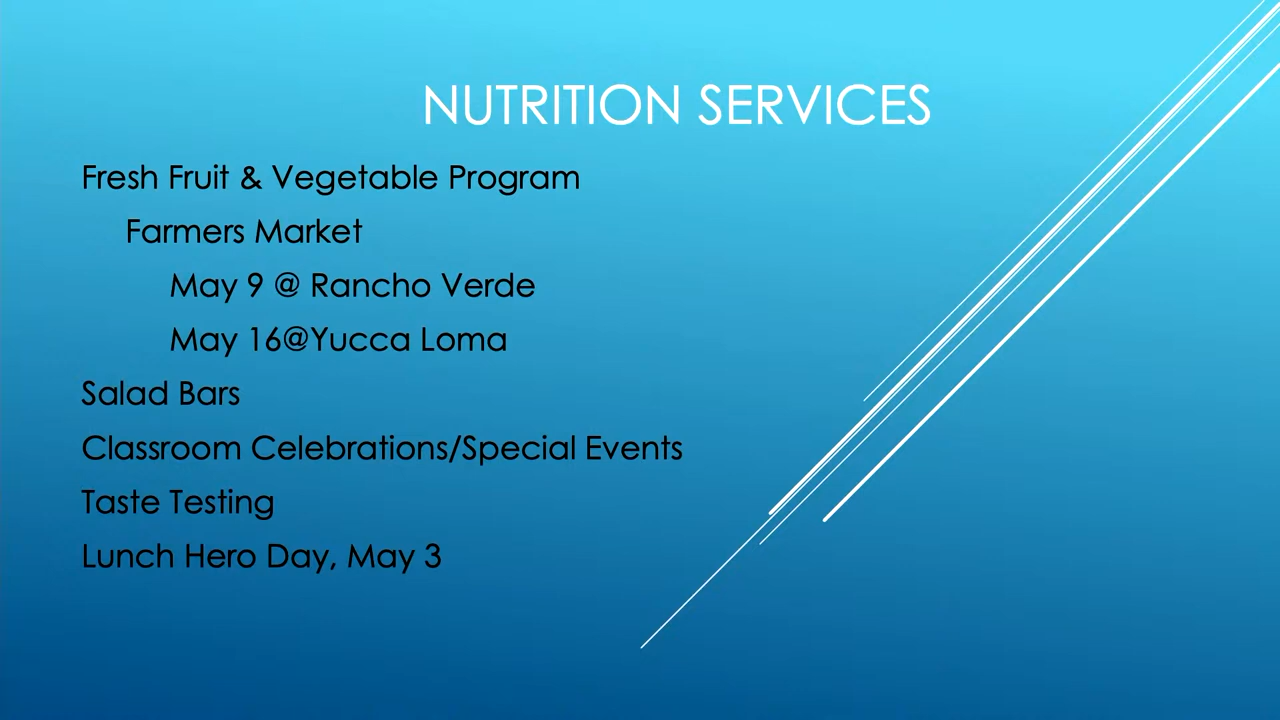 NUTRITION SERVICES
Fresh Fruit & Vegetable Program
Farmers Market
May 9 @ Rancho Verde
May 16@Yucca Loma
Salad Bars
Classroom Celebrations/Special Events
Taste Testing
Lunch Hero Day, May 3